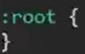 :root {
}